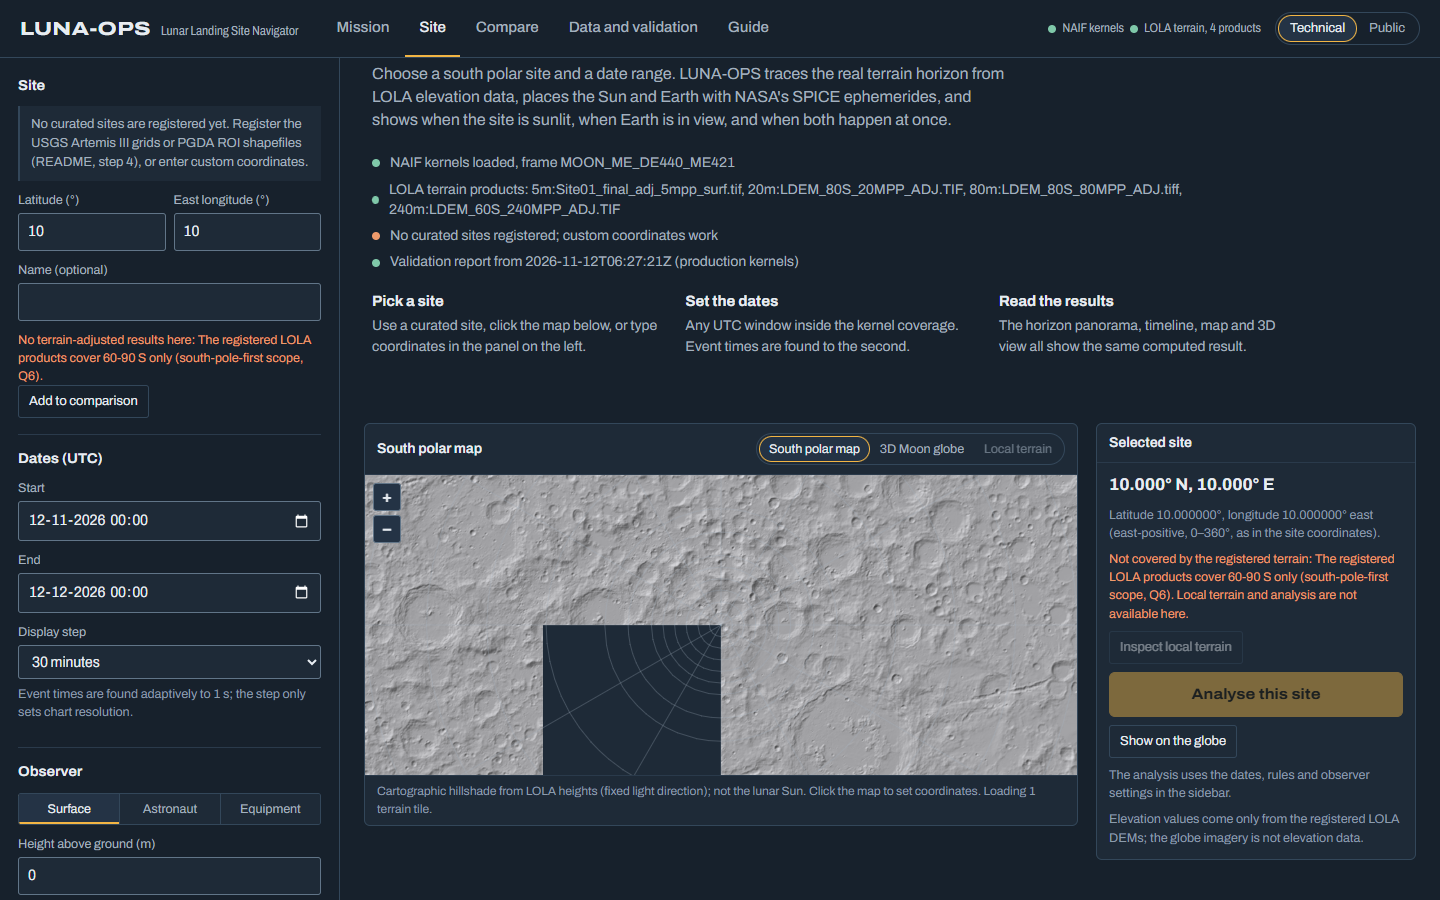 LUNA-OPS Lunar Landing Site Navigator
Mission
Site
Compare
Data and validation
Guide
NAIF kernels
LOLA terrain, 4 products
Technical
Public
Site
No curated sites are registered yet. Register the
USGS Artemis III grids or PGDA ROI shapefiles
(README, step 4), or enter custom coordinates.
Latitude (°)
East longitude (°)
10
10
Name (optional)
No terrain-adjusted results here: The registered LOLA
products cover 60-90 S only (south-pole-first scope,
Q6).
Add to comparison
Dates (UTC)
Start
12-11-2026 00:00
End
12-12-2026 00:00
Display step
30 minutes
Event times are found adaptively to 1 s; the step only
sets chart resolution.
Observer
Surface
Astronaut
Equipment
Height above ground (m)
0
Choose a south polar site and a date range. LUNA-OPS traces the real terrain horizon from
LOLA elevation data, places the Sun and Earth with NASA's SPICE ephemerides, and
shows when the site is sunlit, when Earth is in view, and when both happen at once.
NAIF kernels loaded, frame MOON_ME_DE440_ME421
LOLA terrain products: 5m:Site01_final_adj_5mpp_surf.tif, 20m:LDEM_80S_20MPP_ADJ.TIF, 80m:LDEM_80S_80MPP_ADJ.tiff,
240m:LDEM_60S_240MPP_ADJ.TIF
No curated sites registered; custom coordinates work
Validation report from 2026-11-12T06:27:21Z (production kernels)
Pick a site
Use a curated site, click the map below, or type
coordinates in the panel on the left.
Set the dates
Any UTC window inside the kernel coverage.
Event times are found to the second.
Read the results
The horizon panorama, timeline, map and 3D
view all show the same computed result.
South polar map
South polar map
3D Moon globe
Local terrain
+
−
Cartographic hillshade from LOLA heights (fixed light direction); not the lunar Sun. Click the map to set coordinates. Loading 1
terrain tile.
Selected site
10.000° N, 10.000° E
Latitude 10.000000°, longitude 10.000000° east
(east-positive, 0–360°, as in the site coordinates).
Not covered by the registered terrain: The registered
LOLA products cover 60-90 S only (south-pole-first
scope, Q6). Local terrain and analysis are not
available here.
Inspect local terrain
Analyse this site
Show on the globe
The analysis uses the dates, rules and observer
settings in the sidebar.
Elevation values come only from the registered LOLA
DEMs; the globe imagery is not elevation data.